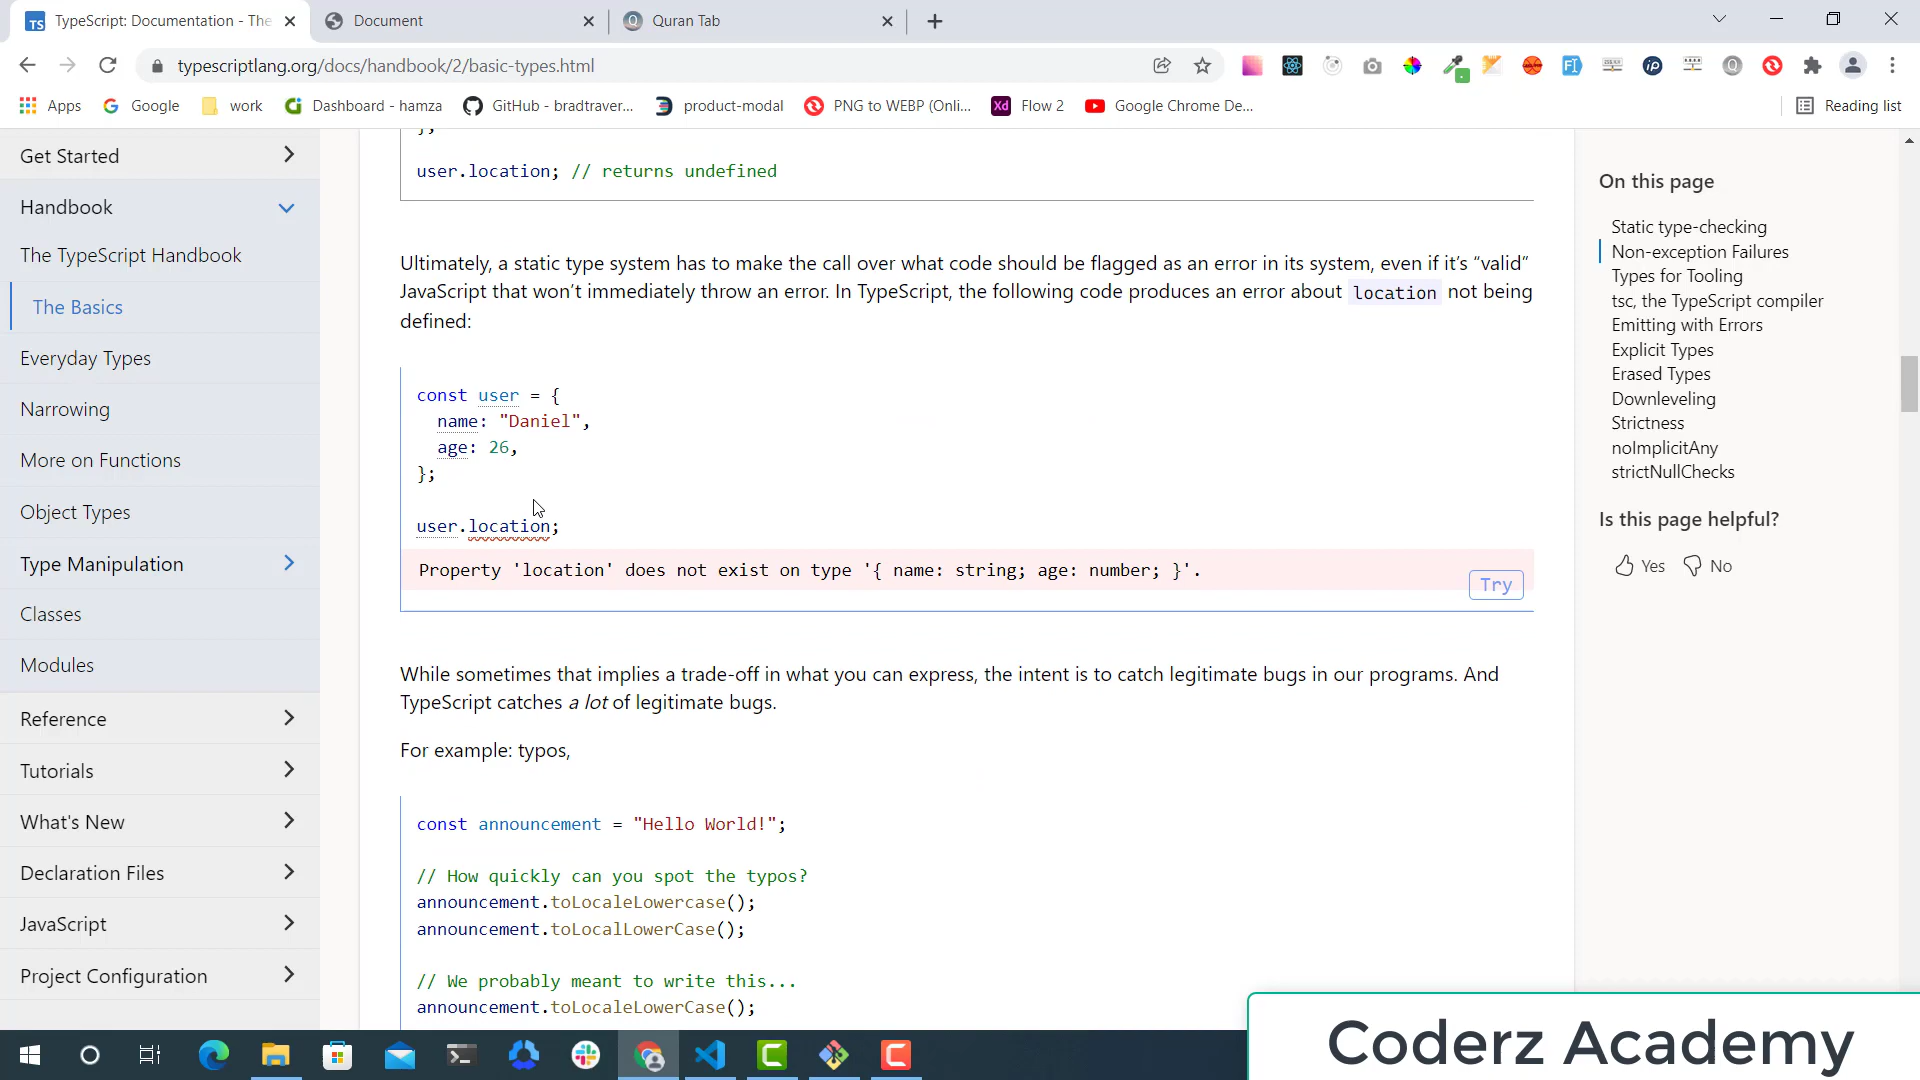 TypeScript: Documentation - The
Document
Quran Tab
typescriptlang.org/docs/handbook/2/basic-types.html
Apps
Google
work
Dashboard - hamza
GitHub - bradtraver...
product-modal
PNG to WEBP (Onli...
Flow 2
Google Chrome De...
Reading list
Get Started
Handbook
The TypeScript Handbook
The Basics
Everyday Types
Narrowing
More on Functions
Object Types
Type Manipulation
Classes
Modules
Reference
Tutorials
What's New
Declaration Files
JavaScript
Project Configuration
};
user.location; // returns undefined
Ultimately, a static type system has to make the call over what code should be flagged as an error in its system, even if it’s “valid”
JavaScript that won’t immediately throw an error. In TypeScript, the following code produces an error about location not being
defined:
const user = {
name: "Daniel",
age: 26,
};
user.location;
Property 'location' does not exist on type '{ name: string; age: number; }'.
Try
While sometimes that implies a trade-off in what you can express, the intent is to catch legitimate bugs in our programs. And
TypeScript catches a lot of legitimate bugs.
For example: typos,
const announcement = "Hello World!";
// How quickly can you spot the typos?
announcement.toLocaleLowercase();
announcement.toLocalLowerCase();
// We probably meant to write this...
announcement.toLocaleLowerCase();
On this page
Static type-checking
Non-exception Failures
Types for Tooling
tsc, the TypeScript compiler
Emitting with Errors
Explicit Types
Erased Types
Downleveling
Strictness
noImplicitAny
strictNullChecks
Is this page helpful?
Yes
No
Coderz Academy